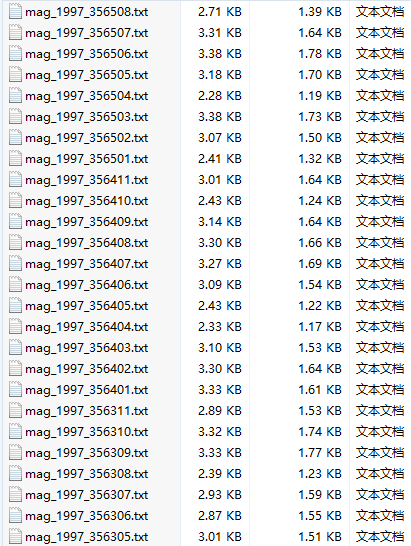 mag_1997_356508.txt 2.71 KB 1.39 KB 文本文档
mag_1997_356507.txt 3.31 KB 1.64 KB 文本文档
mag_1997_356506.txt 3.38 KB 1.78 KB 文本文档
mag_1997_356505.txt 3.18 KB 1.70 KB 文本文档
mag_1997_356504.txt 2.28 KB 1.19 KB 文本文档
mag_1997_356503.txt 3.38 KB 1.73 KB 文本文档
mag_1997_356502.txt 3.07 KB 1.50 KB 文本文档
mag_1997_356501.txt 2.41 KB 1.32 KB 文本文档
mag_1997_356411.txt 3.01 KB 1.64 KB 文本文档
mag_1997_356410.txt 2.43 KB 1.24 KB 文本文档
mag_1997_356409.txt 3.14 KB 1.64 KB 文本文档
mag_1997_356408.txt 3.30 KB 1.66 KB 文本文档
mag_1997_356407.txt 3.27 KB 1.69 KB 文本文档
mag_1997_356406.txt 3.09 KB 1.54 KB 文本文档
mag_1997_356405.txt 2.43 KB 1.22 KB 文本文档
mag_1997_356404.txt 2.33 KB 1.17 KB 文本文档
mag_1997_356403.txt 3.10 KB 1.53 KB 文本文档
mag_1997_356402.txt 3.30 KB 1.64 KB 文本文档
mag_1997_356401.txt 3.33 KB 1.61 KB 文本文档
mag_1997_356311.txt 2.89 KB 1.53 KB 文本文档
mag_1997_356310.txt 3.32 KB 1.74 KB 文本文档
mag_1997_356309.txt 3.33 KB 1.77 KB 文本文档
mag_1997_356308.txt 2.39 KB 1.23 KB 文本文档
mag_1997_356307.txt 2.93 KB 1.59 KB 文本文档
mag_1997_356306.txt 2.87 KB 1.55 KB 文本文档
mag_1997_356305.txt 3.01 KB 1.51 KB 文本文档